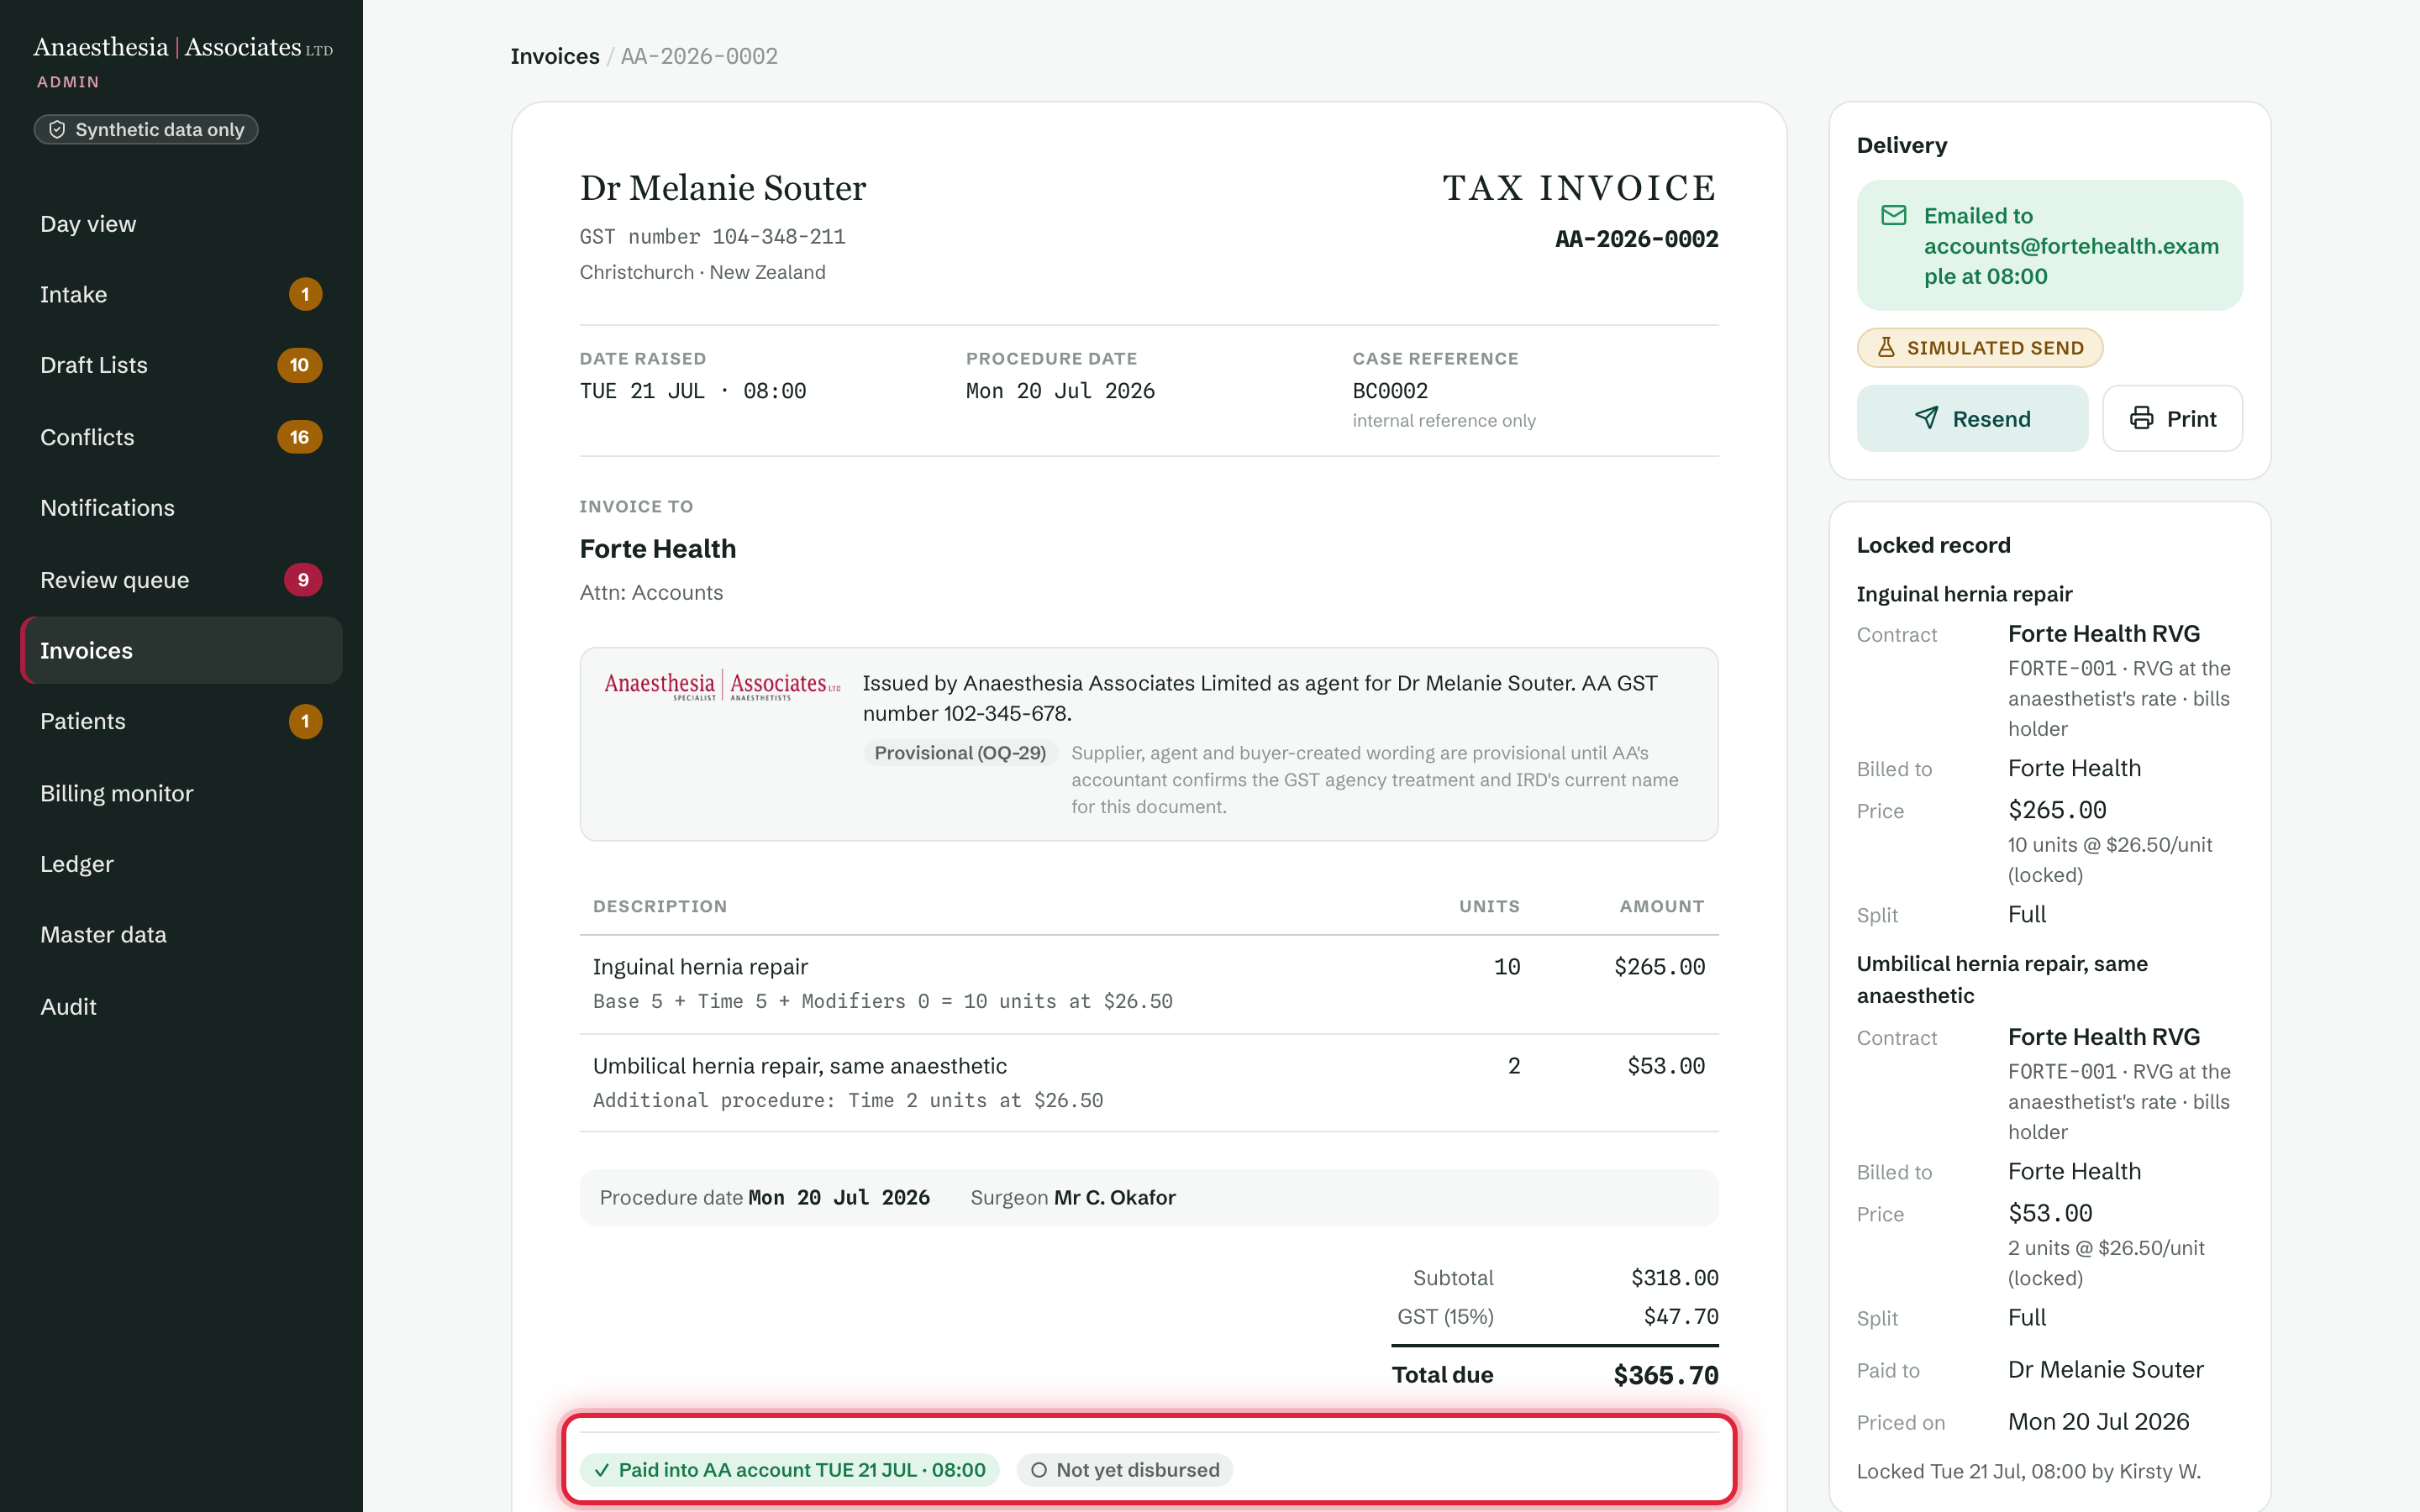 Anaesthesia | Associates LTD
ADMIN
Synthetic data only
Day view
Intake 1
Draft Lists 10
Conflicts 16
Notifications
Review queue 9
Invoices
Patients 1
Billing monitor
Ledger
Master data
Audit
Invoices / AA-2026-0002
Dr Melanie Souter
TAX INVOICE
GST number 104-348-211
AA-2026-0002
Christchurch · New Zealand
DATE RAISED PROCEDURE DATE CASE REFERENCE
TUE 21 JUL · 08:00 Mon 20 Jul 2026 BC0002
internal reference only
INVOICE TO
Forte Health
Attn: Accounts
Anaesthesia | Associates LTD
SPECIALIST ANAESTHETISTS
Issued by Anaesthesia Associates Limited as agent for Dr Melanie Souter. AA GST
number 102-345-678.
Provisional (OQ-29) Supplier, agent and buyer-created wording are provisional until AA's
accountant confirms the GST agency treatment and IRD's current name
for this document.
DESCRIPTION UNITS AMOUNT
Inguinal hernia repair 10 $265.00
Base 5 + Time 5 + Modifiers 0 = 10 units at $26.50
Umbilical hernia repair, same anaesthetic 2 $53.00
Additional procedure: Time 2 units at $26.50
Procedure date Mon 20 Jul 2026 Surgeon Mr C. Okafor
Subtotal $318.00
GST (15%) $47.70
Total due $365.70
Paid into AA account TUE 21 JUL · 08:00 Not yet disbursed
Delivery
Emailed to
accounts@fortehealth.exam
ple at 08:00
SIMULATED SEND
Resend Print
Locked record
Inguinal hernia repair
Contract Forte Health RVG
FORTE-001 · RVG at the
anaesthetist's rate · bills
holder
Billed to Forte Health
Price $265.00
10 units @ $26.50/unit
(locked)
Split Full
Umbilical hernia repair, same
anaesthetic
Contract Forte Health RVG
FORTE-001 · RVG at the
anaesthetist's rate · bills
holder
Billed to Forte Health
Price $53.00
2 units @ $26.50/unit
(locked)
Split Full
Paid to Dr Melanie Souter
Priced on Mon 20 Jul 2026
Locked Tue 21 Jul, 08:00 by Kirsty W.